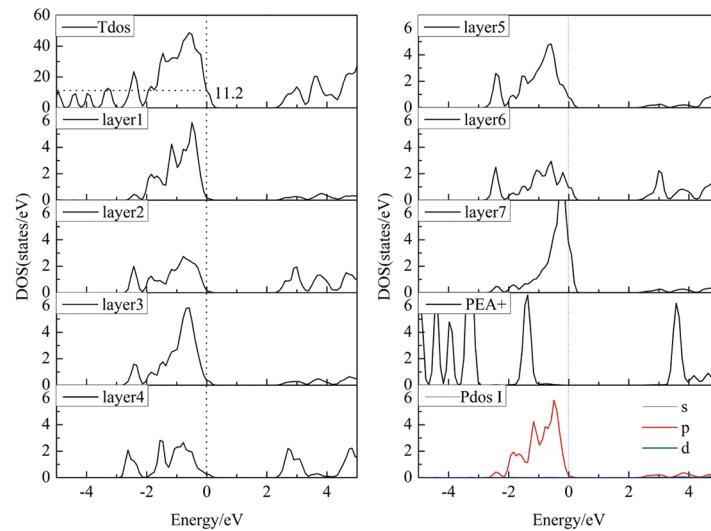 DOS(states/eV)
60
Tdos
40
20
11.2
0
6
layer1
4
2
0
6
layer2
4
2
0
6
layer3
4
2
0
6
layer4
4
2
0
-4 -2 0 2 4
Energy/eV
DOS(states/eV)
6
layer5
4
2
0
6
layer6
4
2
0
6
layer7
4
2
0
6
PEA+
4
2
0
6
Pdos I
s
p
d
4
2
0
-4 -2 0 2 4
Energy/eV